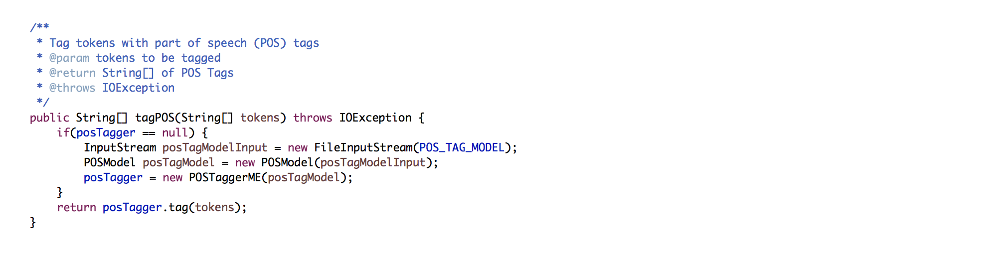 /**
 * Tag tokens with part of speech (POS) tags
 * @param tokens to be tagged
 * @return String[] of POS Tags
 * @throws IOException
 */
public String[] tagPOS(String[] tokens) throws IOException {
    if(posTagger == null) {
        InputStream posTagModelInput = new FileInputStream(POS_TAG_MODEL);
        POSModel posTagModel = new POSModel(posTagModelInput);
        posTagger = new POSTaggerME(posTagModel);
    }
    return posTagger.tag(tokens);
}